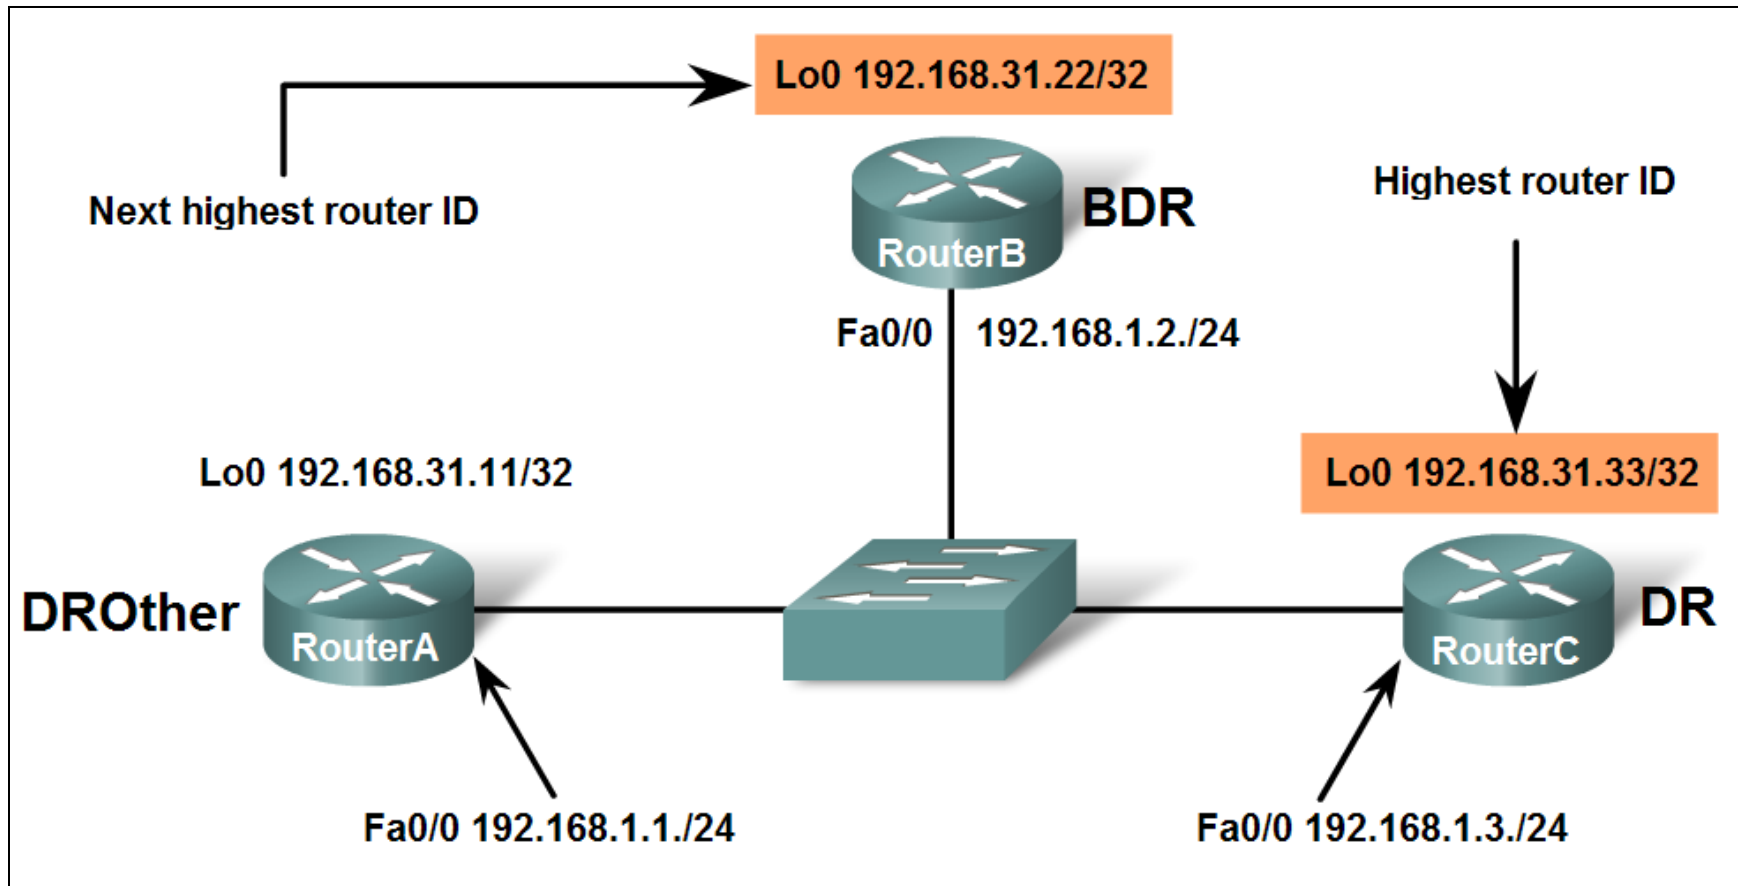 Lo0 192.168.31.22/32
Next highest router ID
BDR
Highest router ID
RouterB
Fa0/0 192.168.1.2./24
Lo0 192.168.31.11/32
Lo0 192.168.31.33/32
DROther
RouterA
RouterC
DR
Fa0/0 192.168.1.1./24
Fa0/0 192.168.1.3./24